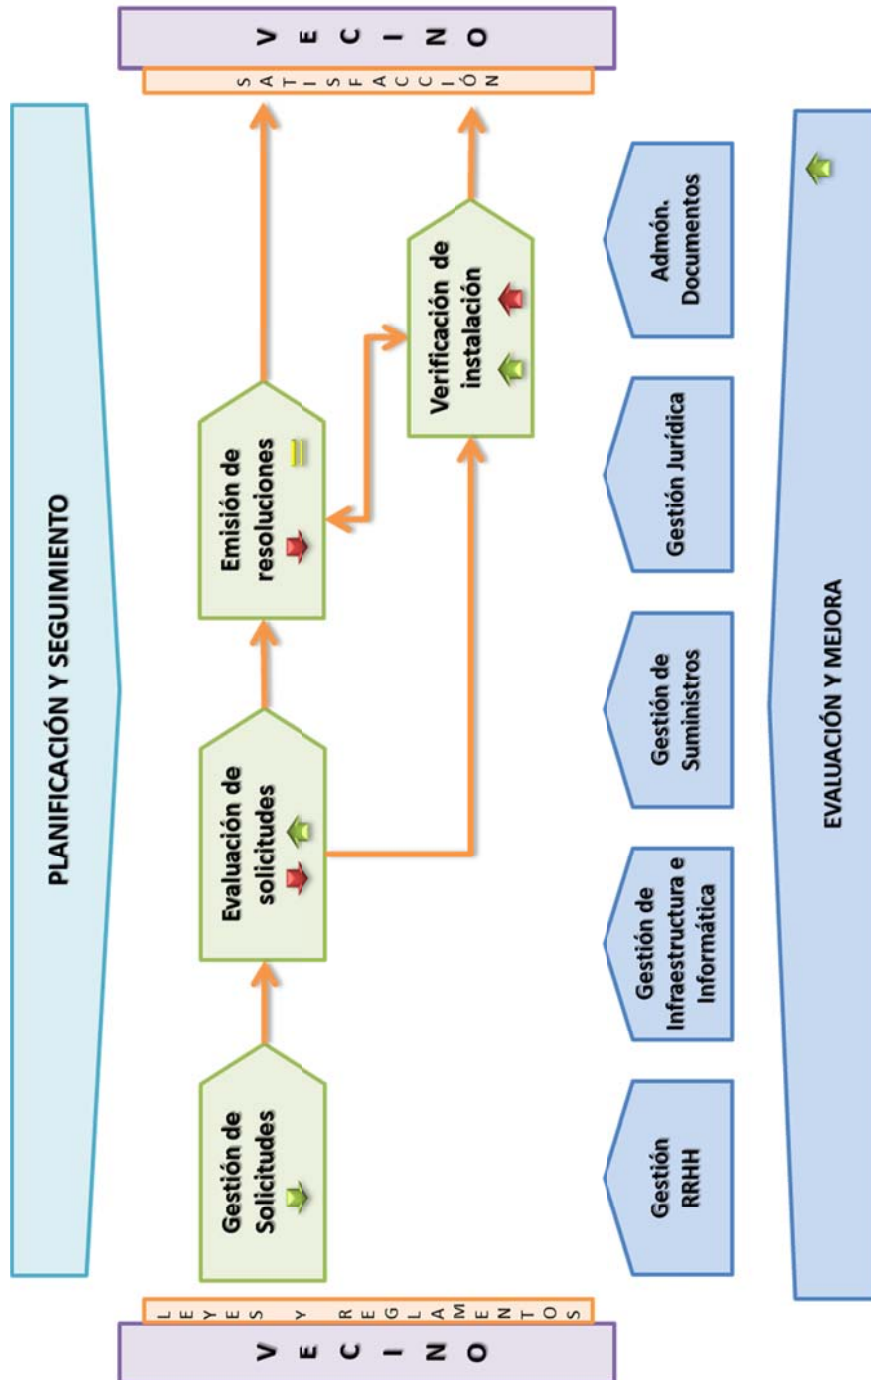 PLANIFICACIÓN Y SEGUIMIENTO
VECINO
LEYES Y REGLAMENTOS
Gestión de
Solicitudes
Evaluación de
solicitudes
Emisión de
resoluciones
Verificación de
instalación
SATISFACCIÓN
VECINO
Gestión
RRHH
Gestión de
Infraestructura e
Informática
Gestión de
Suministros
Gestión Jurídica
Admón.
Documentos
EVALUACIÓN Y MEJORA